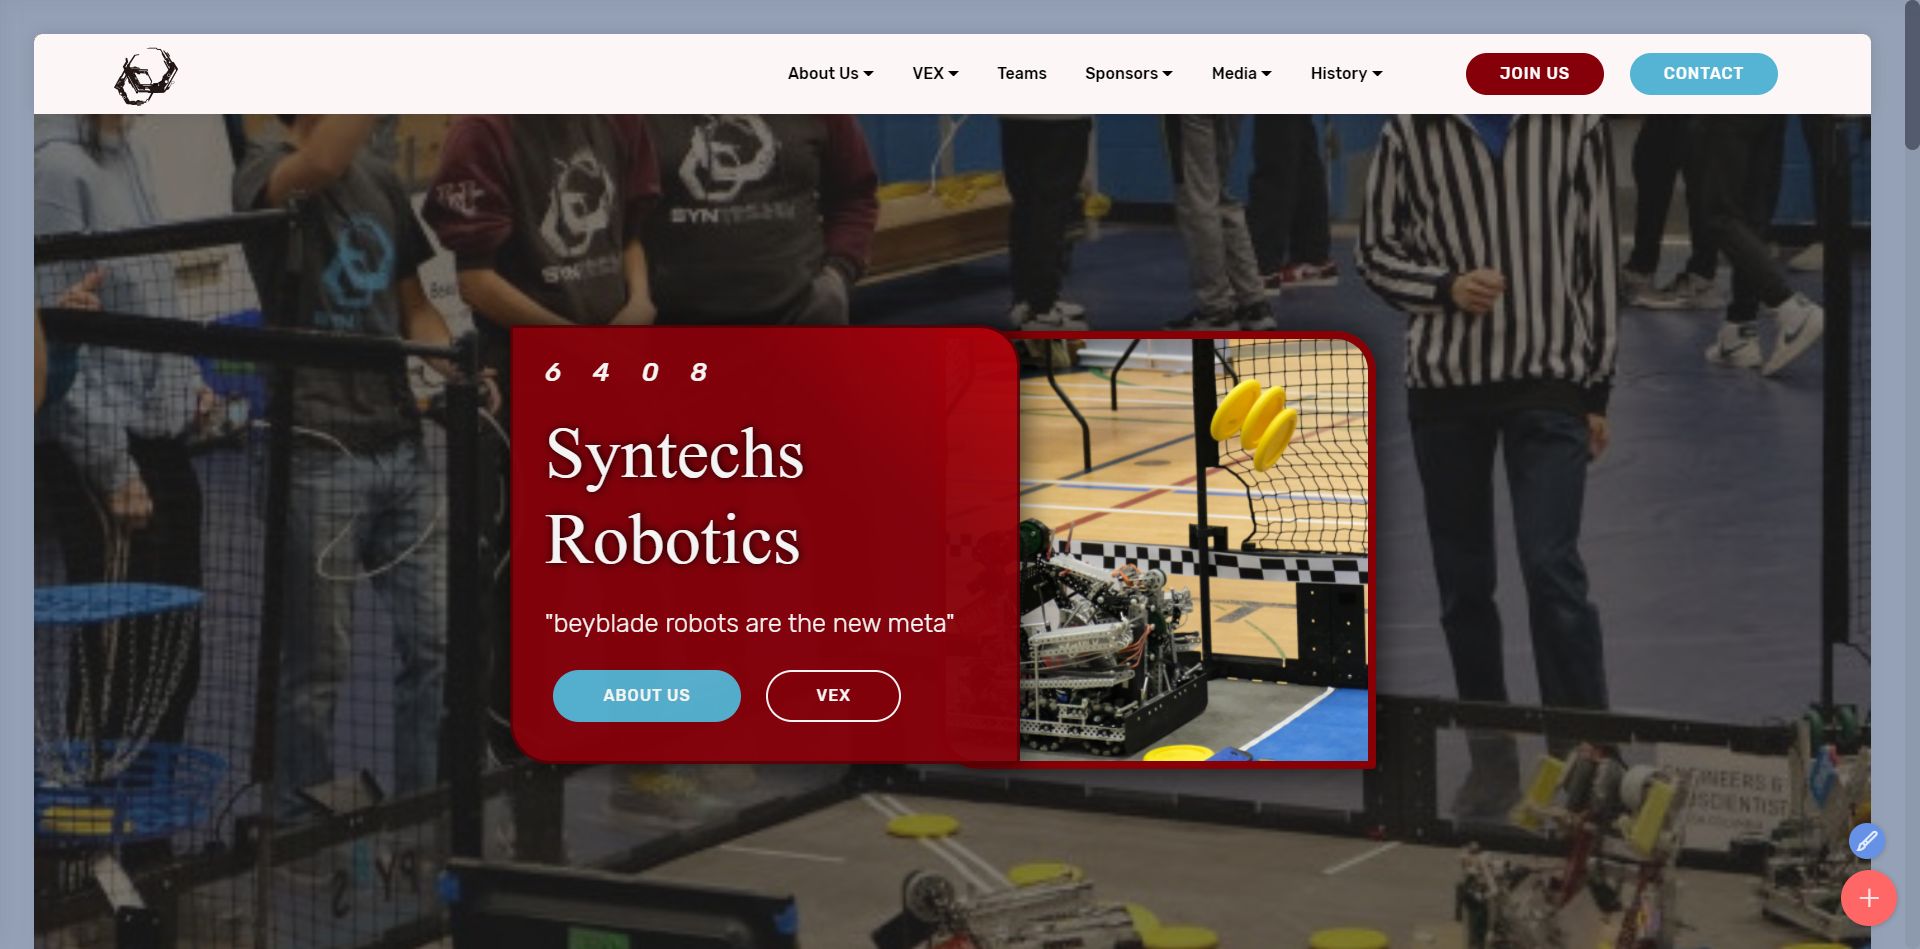 About Us VEX Teams Sponsors Media History JOIN US CONTACT
6 4 0 8
Syntechs
Robotics
"beyblade robots are the new meta"
ABOUT US VEX